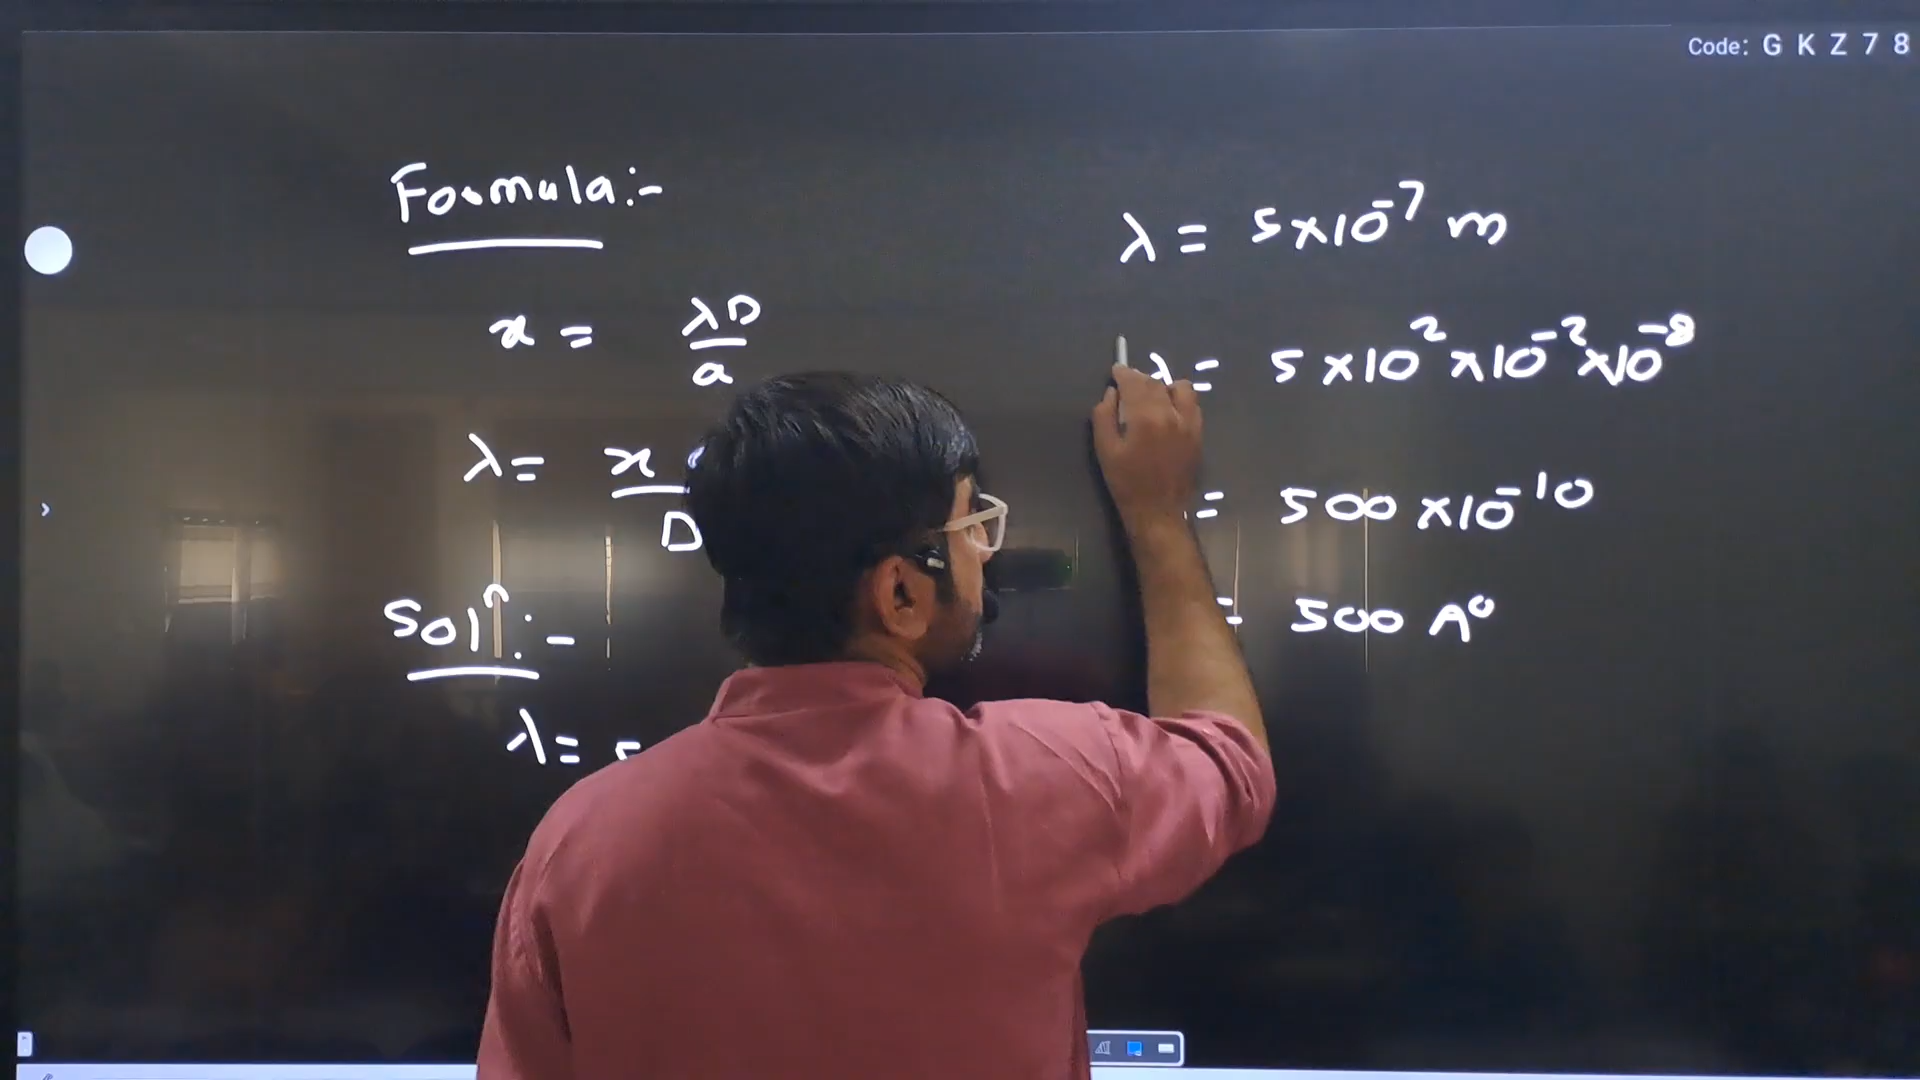 Code: G K Z 7 8
Formula:-
x = λD/a
λ = x
D
Solⁿ:-
λ =
λ = 5×10⁻⁷ m
λ = 5×10²×10⁻²×10⁻⁸
= 500×10⁻¹⁰
= 500 A⁰